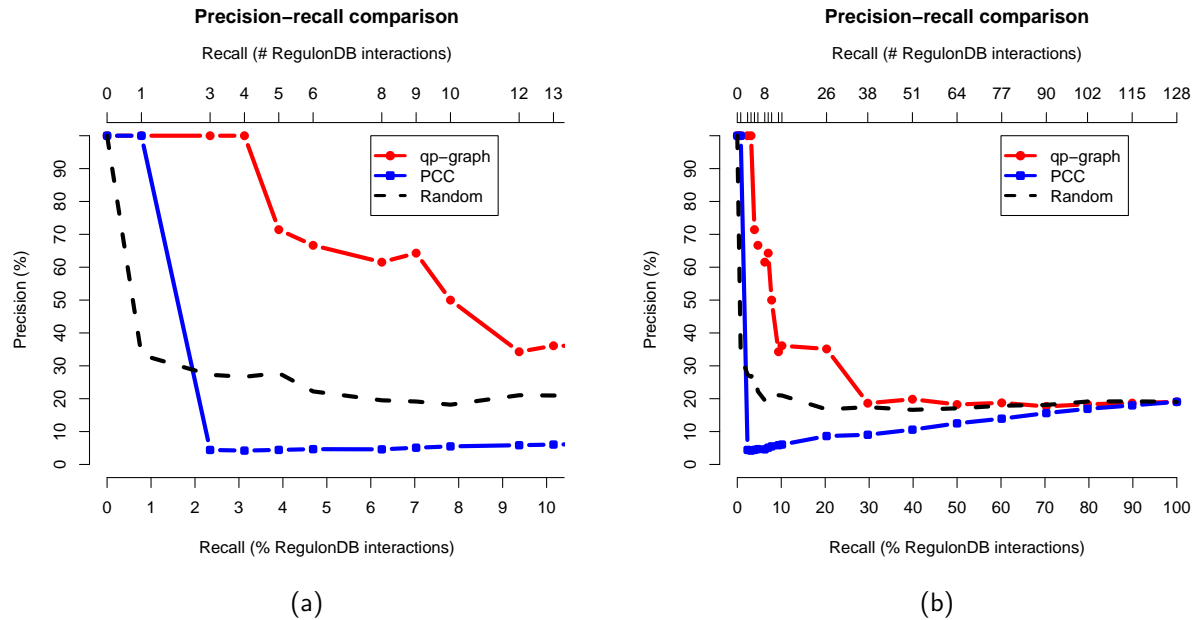 Precision−recall comparison
Recall (# RegulonDB interactions)
0 1 3 4 5 6 8 9 10 12 13
qp−graph
PCC
Random
Precision (%)
0 10 20 30 40 50 60 70 80 90
0 1 2 3 4 5 6 7 8 9 10
Recall (% RegulonDB interactions)
(a)
Precision−recall comparison
Recall (# RegulonDB interactions)
0 8 26 38 51 64 77 90 102 115 128
qp−graph
PCC
Random
Precision (%)
0 10 20 30 40 50 60 70 80 90
0 10 20 30 40 50 60 70 80 90 100
Recall (% RegulonDB interactions)
(b)